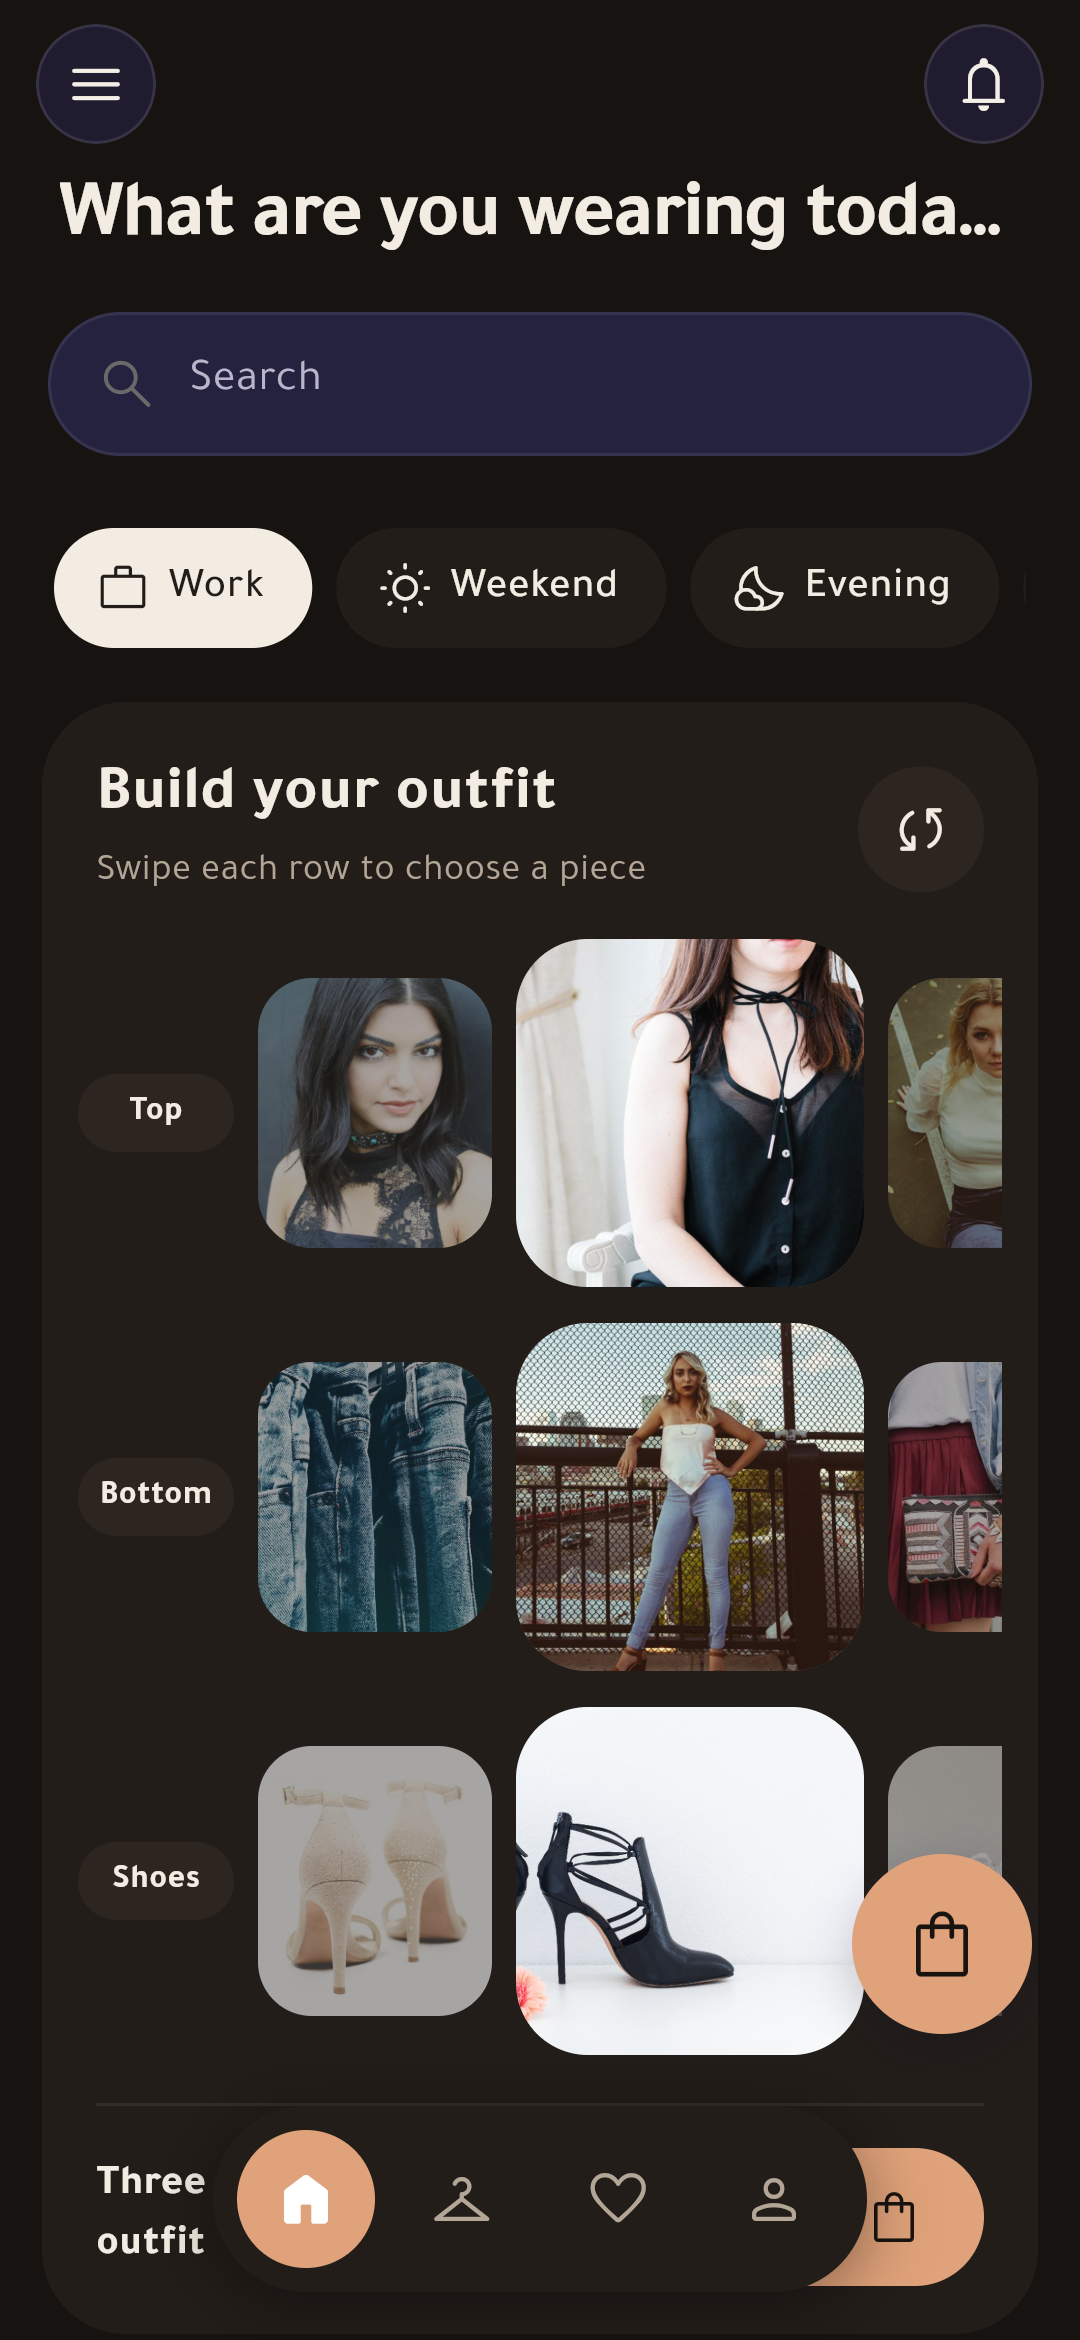 What are you wearing toda…
Search
Work
Weekend
Evening
Build your outfit
Swipe each row to choose a piece
Top
Bottom
Shoes
Three
outfit